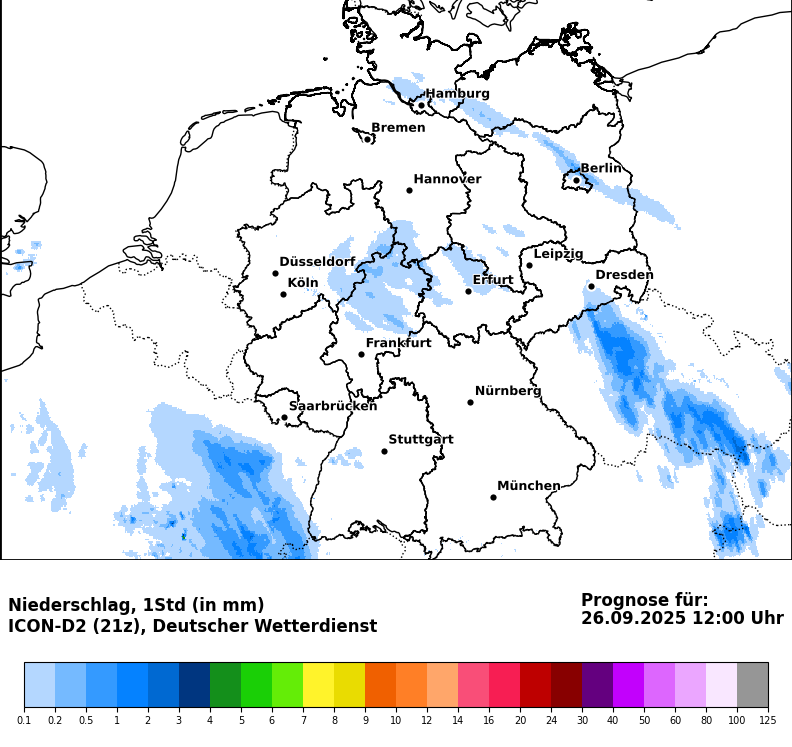 Hamburg
Bremen
Berlin
Hannover
Leipzig
Düsseldorf
Dresden
Köln
Erfurt
Frankfurt
Nürnberg
Saarbrücken
Stuttgart
München
Niederschlag, 1Std (in mm)
ICON-D2 (21z), Deutscher Wetterdienst
Prognose für:
26.09.2025 12:00 Uhr
0.1 0.2 0.5 1 2 3 4 5 6 7 8 9 10 12 14 16 20 24 30 40 50 60 80 100 125